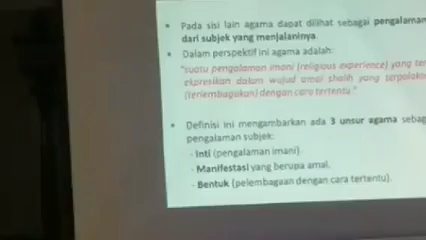 • Pada sisi lain agama dapat dilihat sebagai pengalaman
dari subjek yang menjalaninya.
• Dalam perspektif ini agama adalah:
"suatu pengalaman imani (religious experience) yang
ekspresikan dalam wujud amal shalih yang
(terlembagakan) dengan cara tertentu."
• Definisi ini mengambarkan ada 3 unsur agama
pengalaman subjek:
- Inti (pengalaman imani).
- Manifestasi yang berupa amal.
- Bentuk (pelembagaan dengan cara tertentu).